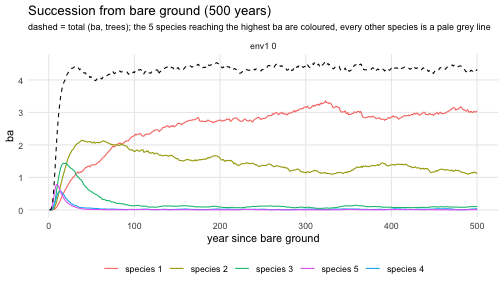 Succession from bare ground (500 years)
dashed = total (ba, trees); the 5 species reaching the highest ba are coloured, every other species is a pale grey line
env1 0
ba
4
3
2
1
0
0 100 200 300 400 500
year since bare ground
species 1 species 2 species 3 species 5 species 4